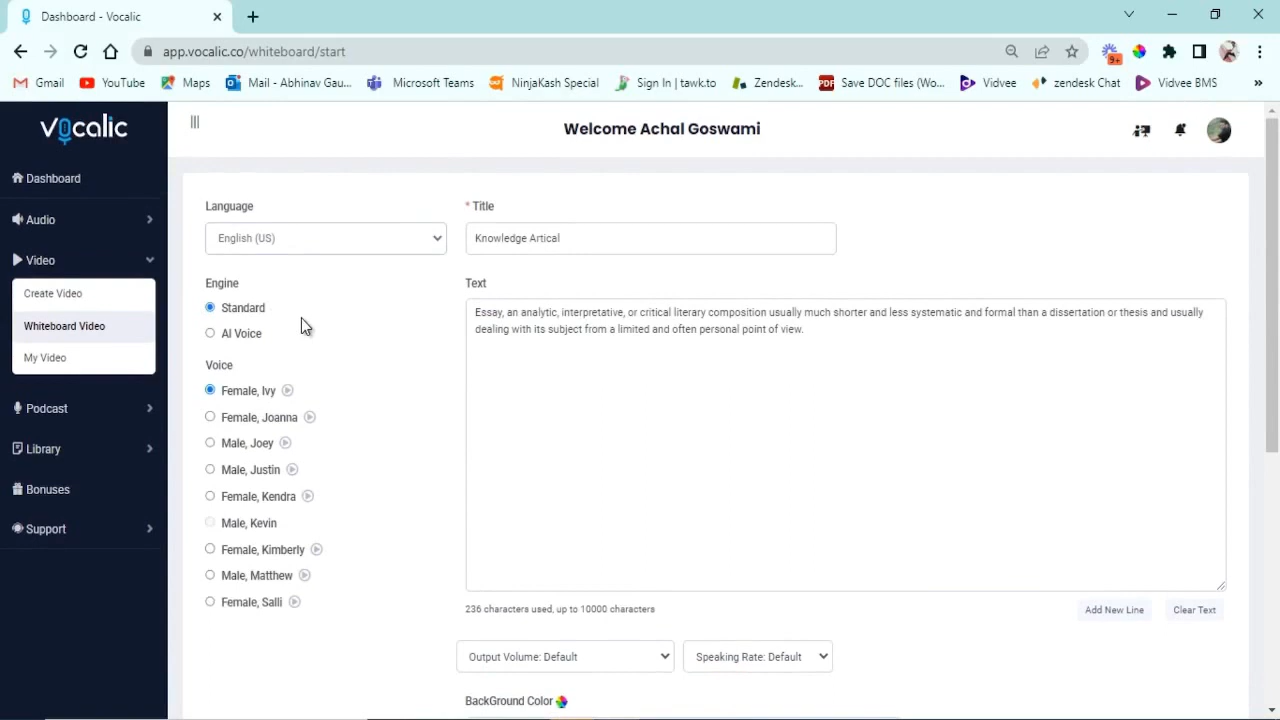 Dashboard - Vocalic
app.vocalic.co/whiteboard/start
9+
Gmail
YouTube
Maps
Mail - Abhinav Gau...
Microsoft Teams
NinjaKash Special
Sign In | tawk.to
Zendesk...
PDF
Save DOC files (Wo...
Vidvee
zendesk Chat
Vidvee BMS
»
vocalic
Welcome Achal Goswami
Dashboard
Audio
Video
Create Video
Whiteboard Video
My Video
Podcast
Library
Bonuses
Support
Language
English (US)
Engine
Standard
AI Voice
Voice
Female, Ivy
Female, Joanna
Male, Joey
Male, Justin
Female, Kendra
Male, Kevin
Female, Kimberly
Male, Matthew
Female, Salli
* Title
Knowledge Artical
Text
Essay, an analytic, interpretative, or critical literary composition usually much shorter and less systematic and formal than a dissertation or thesis and usually
dealing with its subject from a limited and often personal point of view.
236 characters used, up to 10000 characters
Add New Line
Clear Text
Output Volume: Default
Speaking Rate: Default
BackGround Color